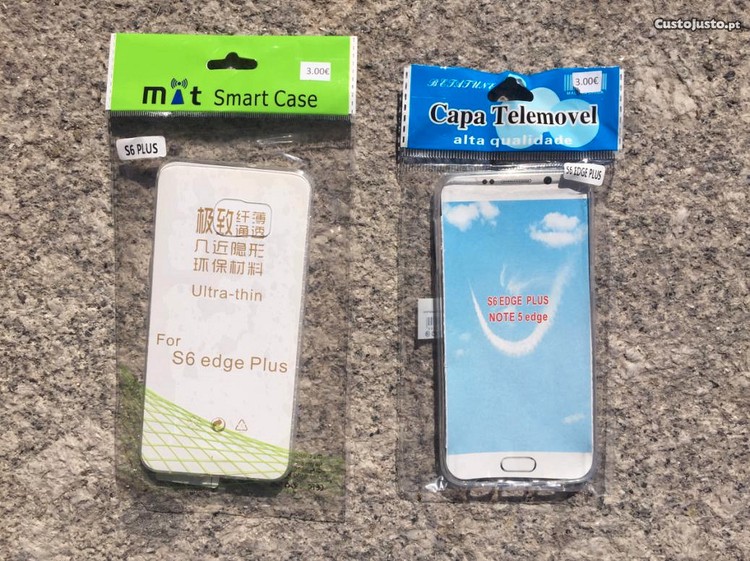 CustoJusto.pt
3.00€
mit Smart Case
S6 PLUS
极致 纤薄
通透
几近隐形
环保材料
Ultra-thin
For
S6 edge Plus
3.00€
Capa Telemovel
alta qualidade
S6 EDGE PLUS
S6 EDGE PLUS
NOTE 5 edge